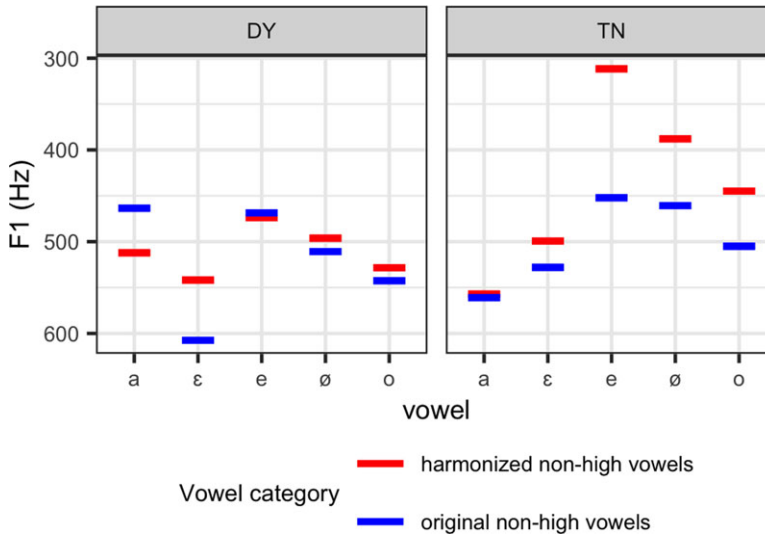 DY TN
300
400
500
600
F1 (Hz)
a ɛ e ø o a ɛ e ø o
vowel
Vowel category
harmonized non-high vowels
original non-high vowels